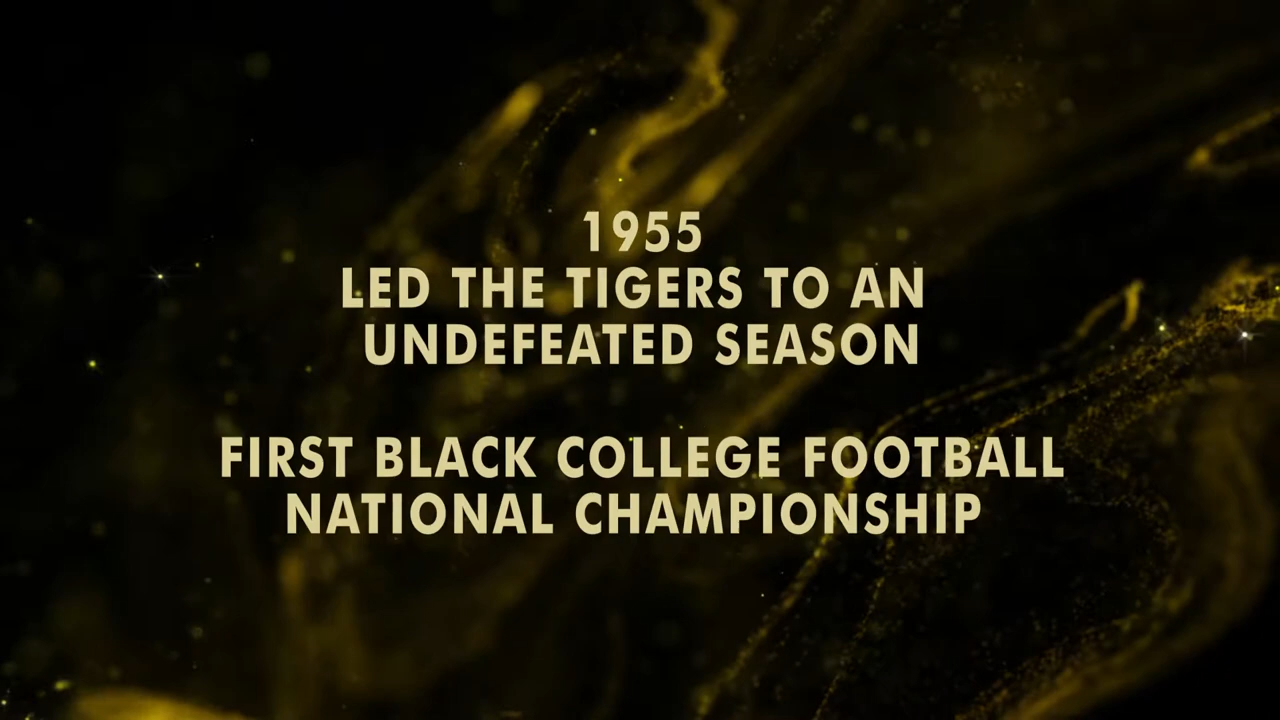 1955
LED THE TIGERS TO AN
UNDEFEATED SEASON
FIRST BLACK COLLEGE FOOTBALL
NATIONAL CHAMPIONSHIP